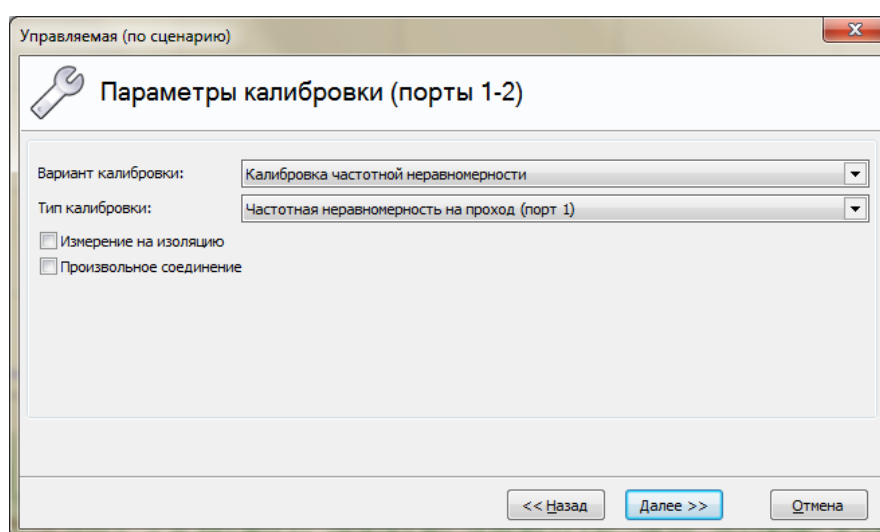 Управляемая (по сценарию)
Параметры калибровки (порты 1-2)
Вариант калибровки: Калибровка частотной неравномерности
Тип калибровки: Частотная неравномерность на проход (порт 1)
Измерение на изоляцию
Произвольное соединение
<< Назад Далее >> Отмена